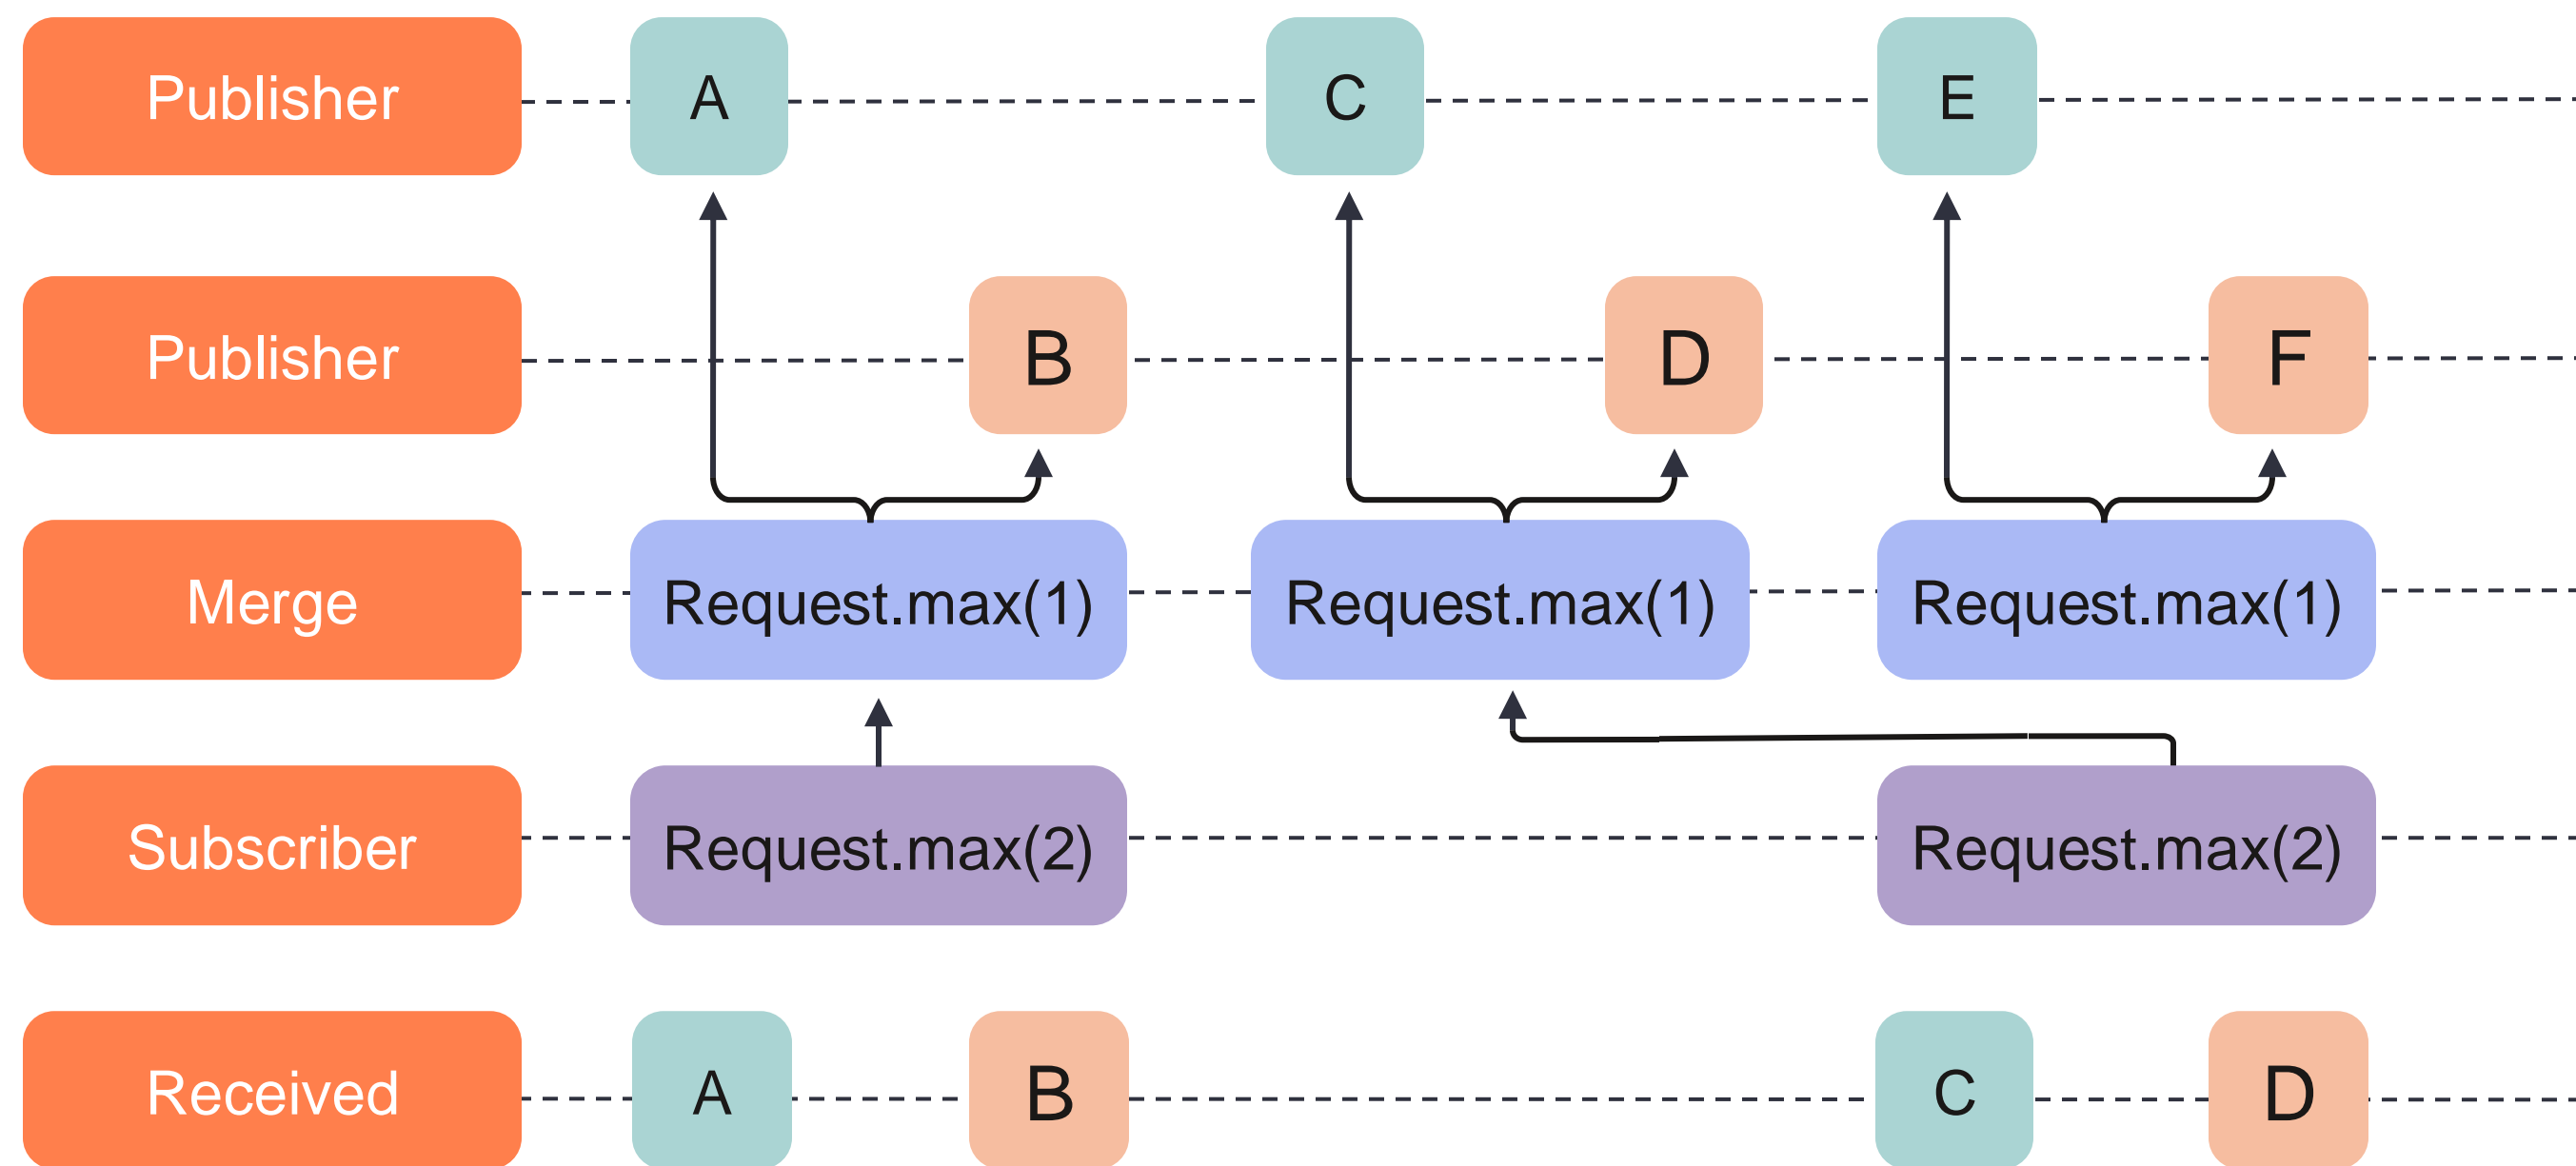 Publisher
A
C
E
Publisher
B
D
F
Merge
Request.max(1)
Request.max(1)
Request.max(1)
Subscriber
Request.max(2)
Request.max(2)
Received
A
B
C
D